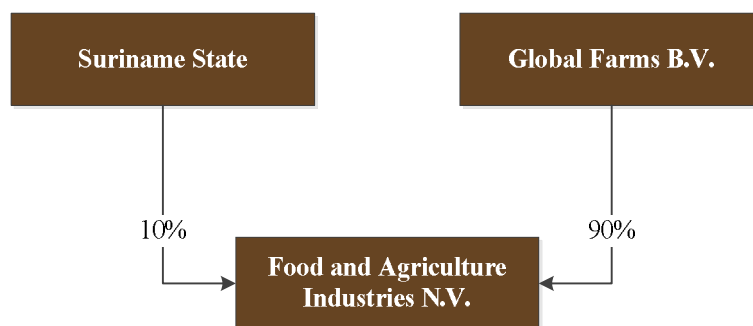 Suriname State
Global Farms B.V.
10%
90%
Food and Agriculture
Industries N.V.